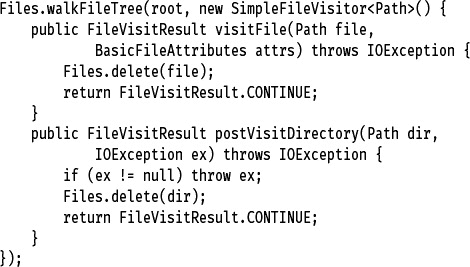 Files.walkFileTree(root, new SimpleFileVisitor<Path>() {
    public FileVisitResult visitFile(Path file,
            BasicFileAttributes attrs) throws IOException {
        Files.delete(file);
        return FileVisitResult.CONTINUE;
    }
    public FileVisitResult postVisitDirectory(Path dir,
            IOException ex) throws IOException {
        if (ex != null) throw ex;
        Files.delete(dir);
        return FileVisitResult.CONTINUE;
    }
});